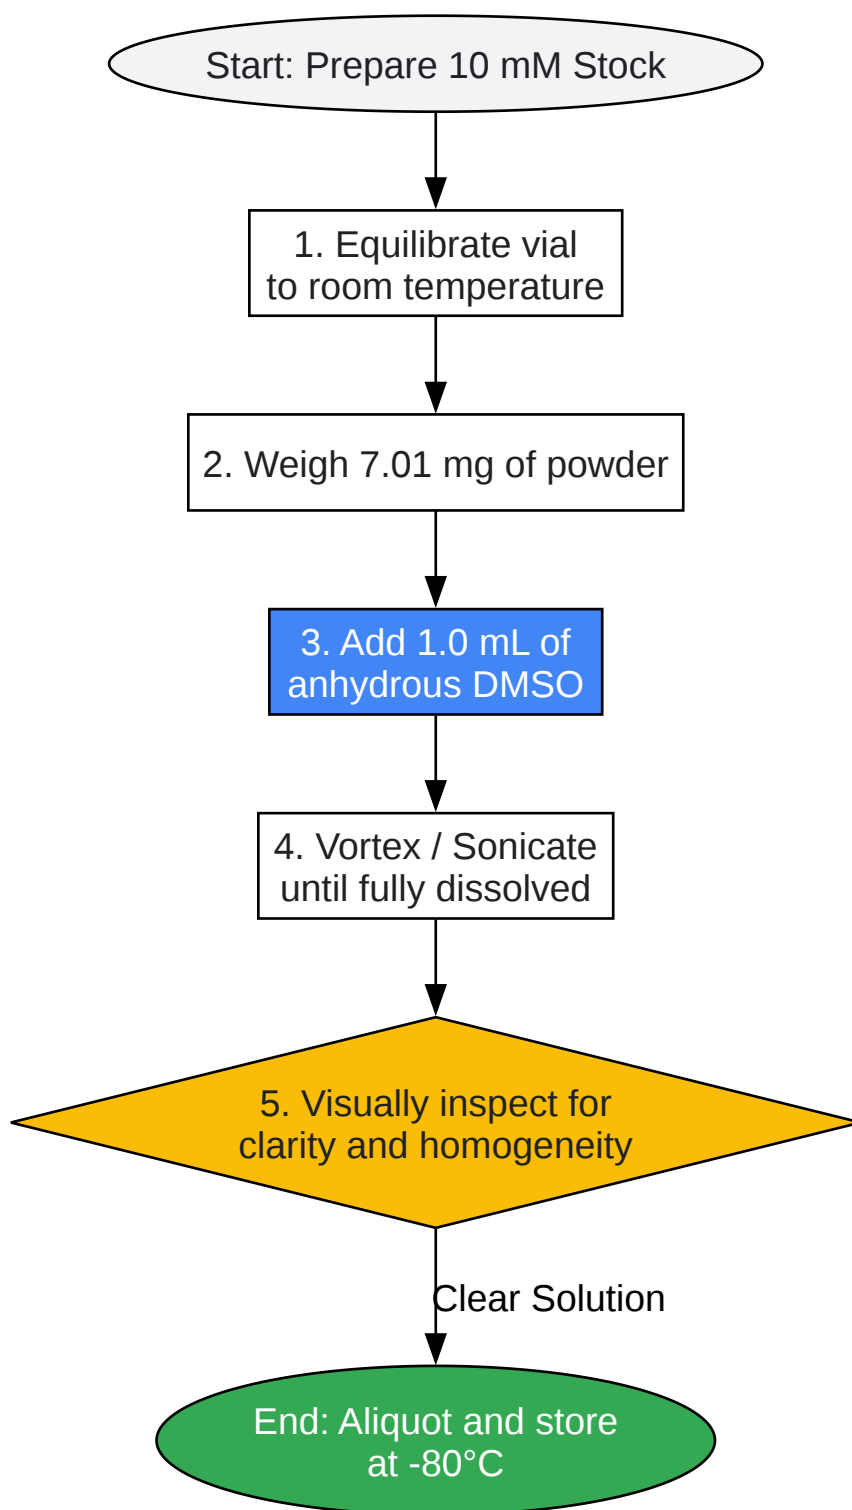 Start: Prepare 10 mM Stock
1. Equilibrate vial
to room temperature
2. Weigh 7.01 mg of powder
3. Add 1.0 mL of
anhydrous DMSO
4. Vortex / Sonicate
until fully dissolved
5. Visually inspect for
clarity and homogeneity
Clear Solution
End: Aliquot and store
at -80°C